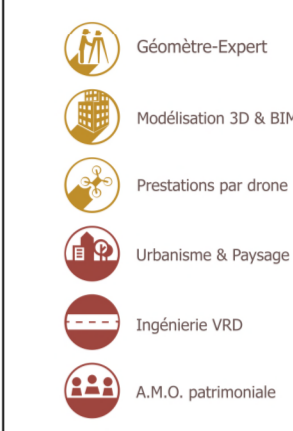 Géomètre-Expert
Modélisation 3D & BIM
Prestations par drone
Urbanisme & Paysage
Ingénierie VRD
A.M.O. patrimoniale